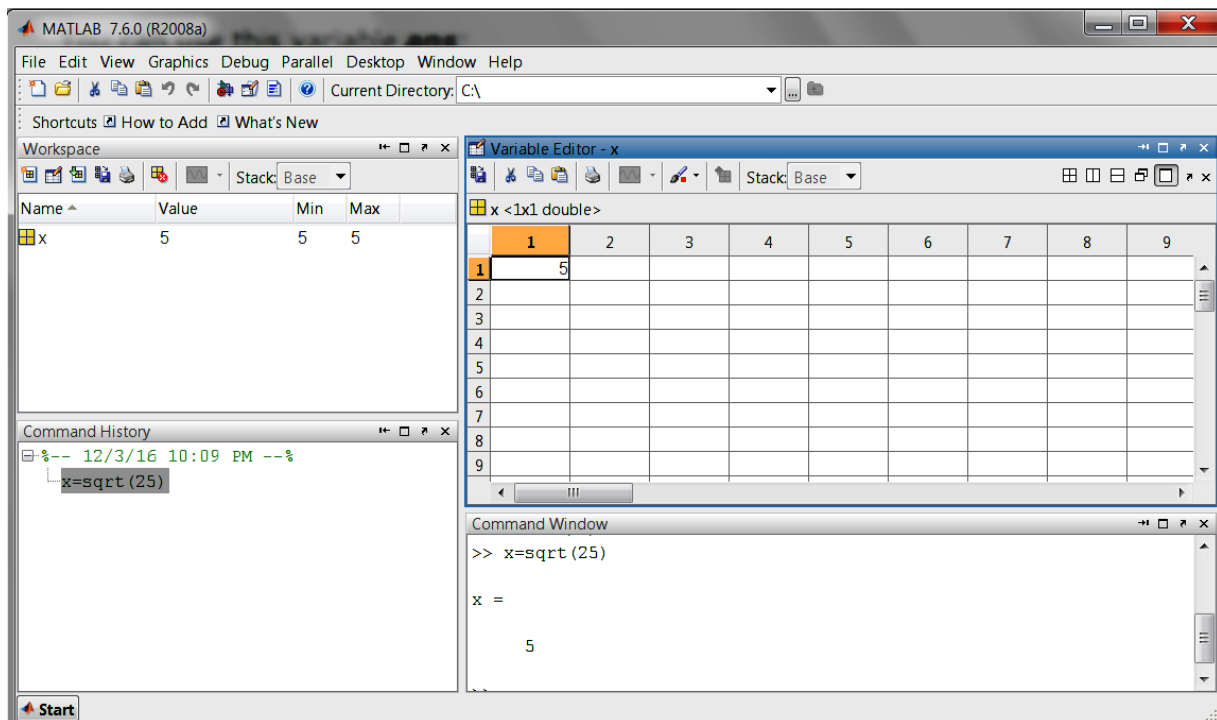 MATLAB 7.6.0 (R2008a)
File Edit View Graphics Debug Parallel Desktop Window Help
Current Directory: C:\
...
Shortcuts How to Add What's New
Workspace
Stack: Base
Name Value Min Max
x 5 5 5
Variable Editor - x
Stack: Base
x <1x1 double>
1 2 3 4 5 6 7 8 9
1 5
2
3
4
5
6
7
8
9
Command History
%-- 12/3/16 10:09 PM --%
x=sqrt(25)
Command Window
>> x=sqrt(25)
x =
5
Start